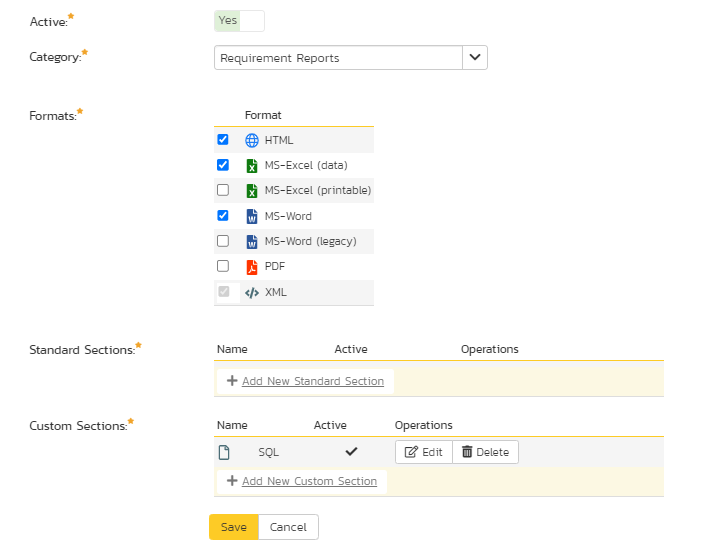 Active:*
Yes
Category:*
Requirement Reports
Formats:*
Format
HTML
MS-Excel (data)
MS-Excel (printable)
MS-Word
MS-Word (legacy)
PDF
XML
Standard Sections:*
Name Active Operations
+ Add New Standard Section
Custom Sections:*
Name Active Operations
SQL Edit Delete
+ Add New Custom Section
Save Cancel